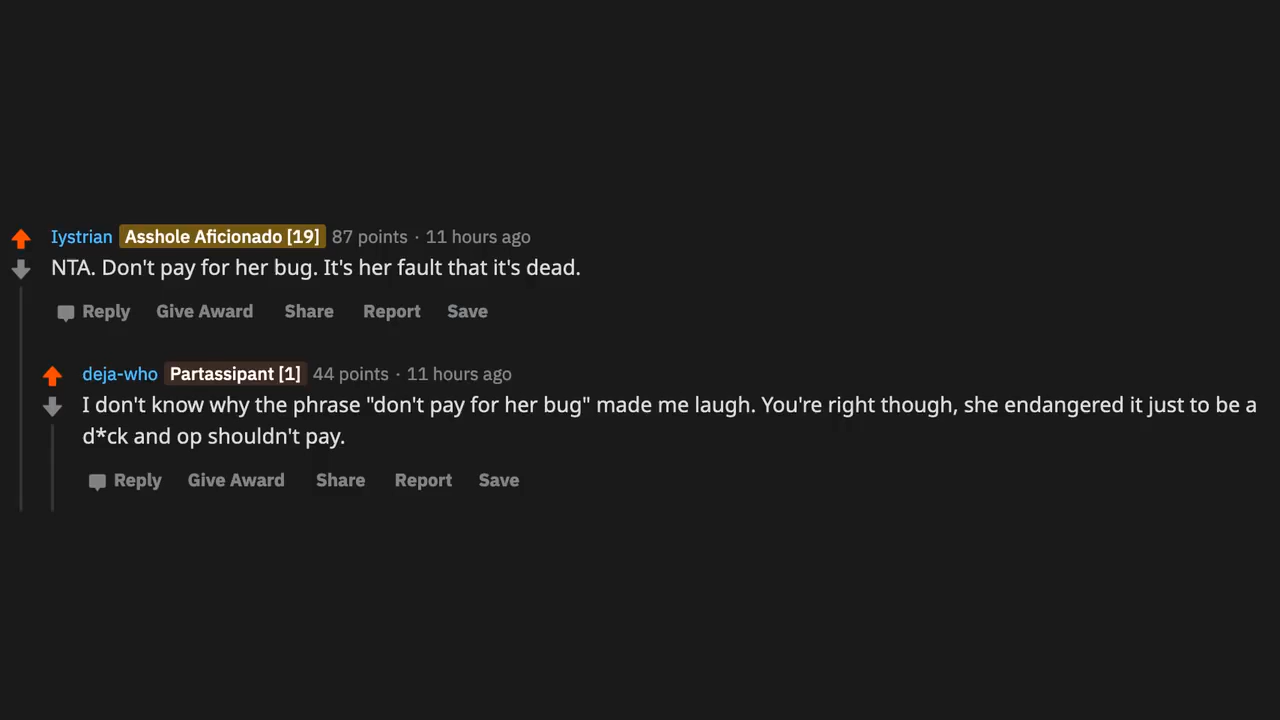 Iystrian Asshole Aficionado [19] 87 points · 11 hours ago
NTA. Don't pay for her bug. It's her fault that it's dead.
Reply Give Award Share Report Save
deja-who Partassipant [1] 44 points · 11 hours ago
I don't know why the phrase "don't pay for her bug" made me laugh. You're right though, she endangered it just to be a
d*ck and op shouldn't pay.
Reply Give Award Share Report Save